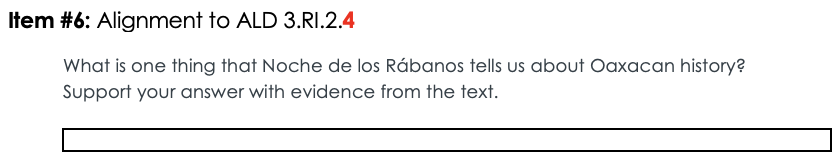 Item #6: Alignment to ALD 3.RI.2.4
What is one thing that Noche de los Rábanos tells us about Oaxacan history?
Support your answer with evidence from the text.